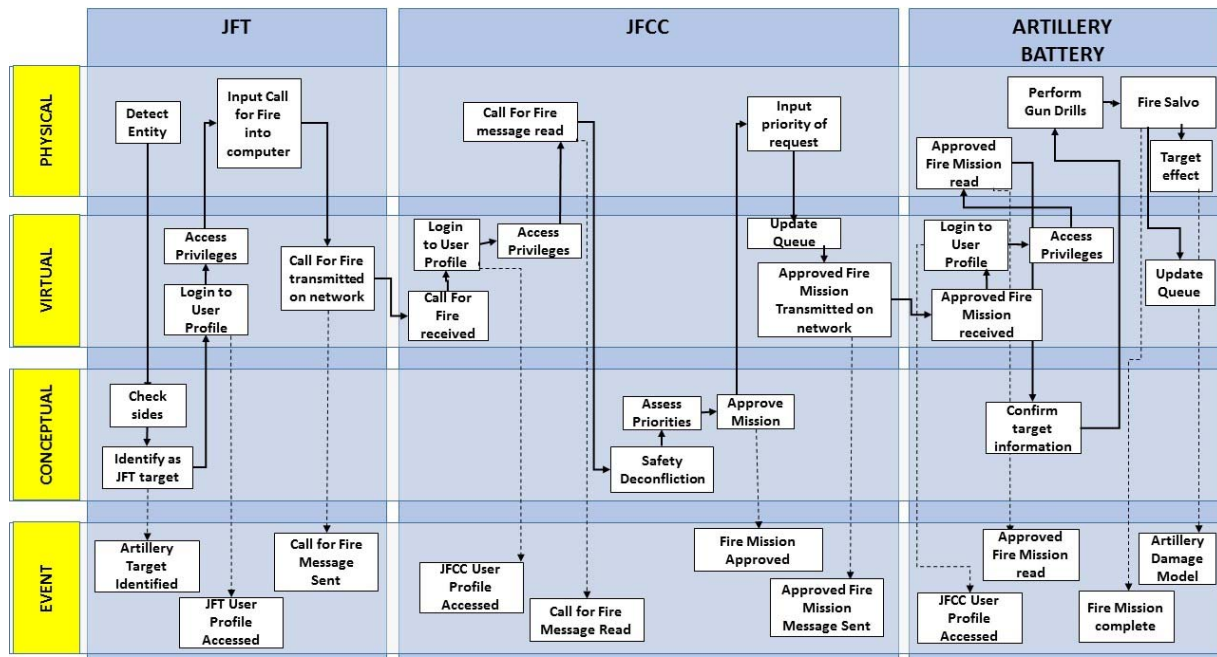 JFT
JFCC
ARTILLERY
BATTERY
PHYSICAL
Detect
Entity
Input Call
for Fire
into
computer
Call For Fire
message read
Input
priority of
request
Perform
Gun Drills
Fire Salvo
Approved
Fire Mission
read
Target
effect
VIRTUAL
Access
Privileges
Login to
User
Profile
Call For Fire
transmitted
on network
Login
to User
Profile
Access
Privileges
Call For
Fire
received
Update
Queue
Approved Fire
Mission
Transmitted on
network
Login to
User
Profile
Access
Privileges
Approved Fire
Mission
received
Update
Queue
CONCEPTUAL
Check
sides
Identify as
JFT target
Assess
Priorities
Approve
Mission
Safety
Deconfliction
Confirm
target
information
EVENT
Artillery
Target
Identified
JFT User
Profile
Accessed
Call for Fire
Message
Sent
JFCC User
Profile
Accessed
Call for Fire
Message Read
Fire Mission
Approved
Approved Fire
Mission
Message Sent
JFCC User
Profile
Accessed
Approved
Fire Mission
read
Fire Mission
complete
Artillery
Damage
Model